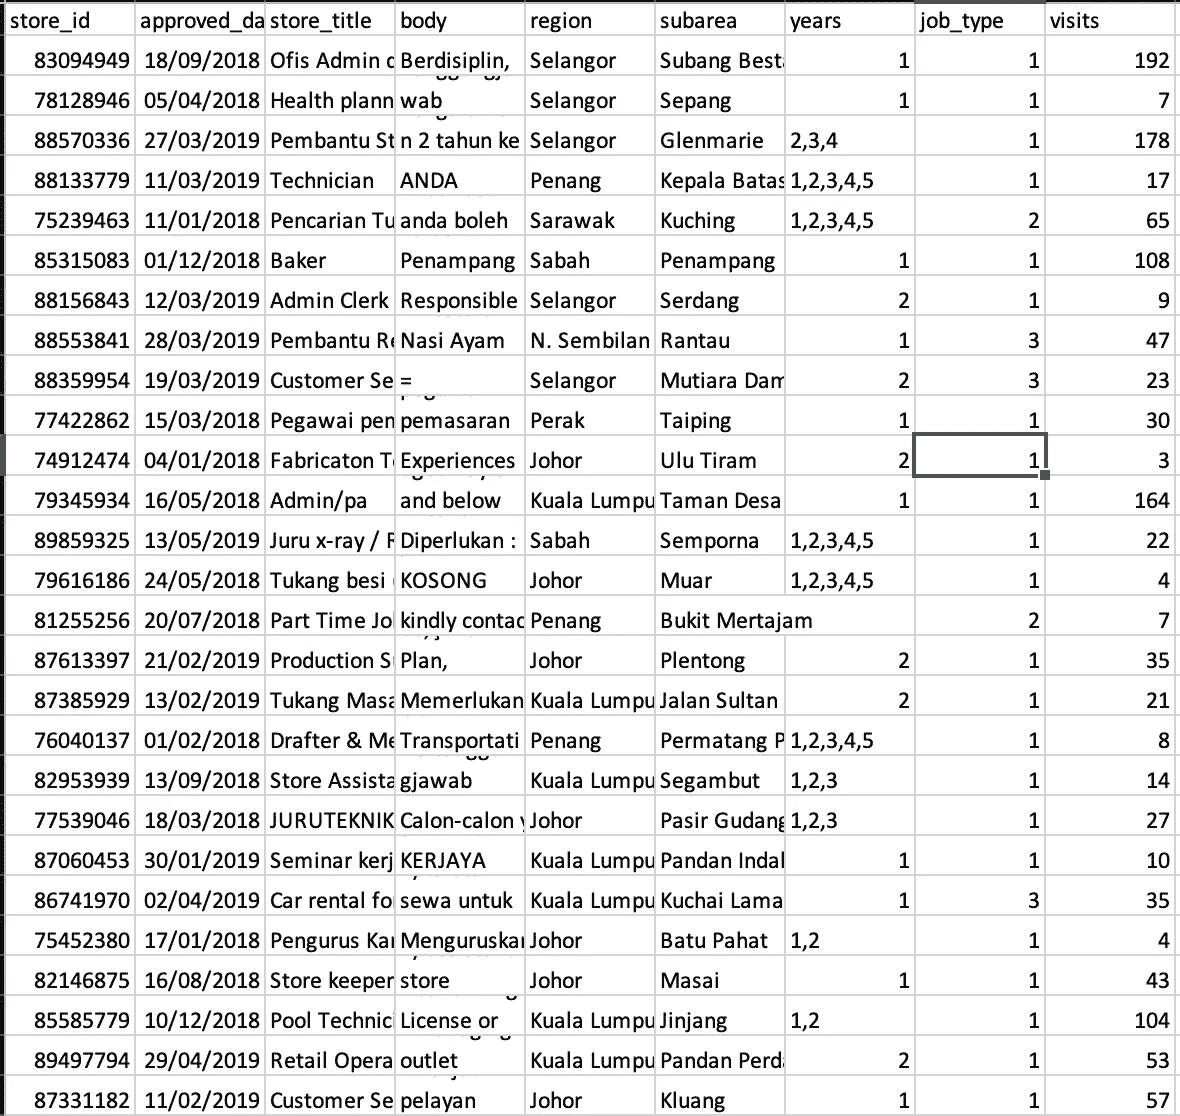 store_id approved_da store_title body region subarea years job_type visits
83094949 18/09/2018 Ofis Admin d Berdisiplin, Selangor Subang Best 1 1 192
78128946 05/04/2018 Health plann wab Selangor Sepang 1 1 7
88570336 27/03/2019 Pembantu St n 2 tahun ke Selangor Glenmarie 2,3,4 1 178
88133779 11/03/2019 Technician ANDA Penang Kepala Batas 1,2,3,4,5 1 17
75239463 11/01/2018 Pencarian Tu anda boleh Sarawak Kuching 1,2,3,4,5 2 65
85315083 01/12/2018 Baker Penampang Sabah Penampang 1 1 108
88156843 12/03/2019 Admin Clerk Responsible Selangor Serdang 2 1 9
88553841 28/03/2019 Pembantu Re Nasi Ayam N. Sembilan Rantau 1 3 47
88359954 19/03/2019 Customer Se = Selangor Mutiara Dam 2 3 23
77422862 15/03/2018 Pegawai pem pemasaran Perak Taiping 1 1 30
74912474 04/01/2018 Fabricaton T Experiences Johor Ulu Tiram 2 1 3
79345934 16/05/2018 Admin/pa and below Kuala Lumpu Taman Desa 1 1 164
89859325 13/05/2019 Juru x-ray / Diperlukan : Sabah Semporna 1,2,3,4,5 1 22
79616186 24/05/2018 Tukang besi KOSONG Johor Muar 1,2,3,4,5 1 4
81255256 20/07/2018 Part Time Jo kindly contac Penang Bukit Mertajam 2 7
87613397 21/02/2019 Production S Plan, Johor Plentong 2 1 35
87385929 13/02/2019 Tukang Masa Memerlukan Kuala Lumpu Jalan Sultan 2 1 21
76040137 01/02/2018 Drafter & Me Transportati Penang Permatang P 1,2,3,4,5 1 8
82953939 13/09/2018 Store Assista gjawab Kuala Lumpu Segambut 1,2,3 1 14
77539046 18/03/2018 JURUTEKNIK Calon-calon y Johor Pasir Gudang 1,2,3 1 27
87060453 30/01/2019 Seminar kerj KERJAYA Kuala Lumpu Pandan Indal 1 1 10
86741970 02/04/2019 Car rental fo sewa untuk Kuala Lumpu Kuchai Lama 1 3 35
75452380 17/01/2018 Pengurus Kar Menguruskan Johor Batu Pahat 1,2 1 4
82146875 16/08/2018 Store keeper store Johor Masai 1 1 43
85585779 10/12/2018 Pool Technic License or Kuala Lumpu Jinjang 1,2 1 104
89497794 29/04/2019 Retail Opera outlet Kuala Lumpu Pandan Perd 2 1 53
87331182 11/02/2019 Customer Se pelayan Johor Kluang 1 1 57